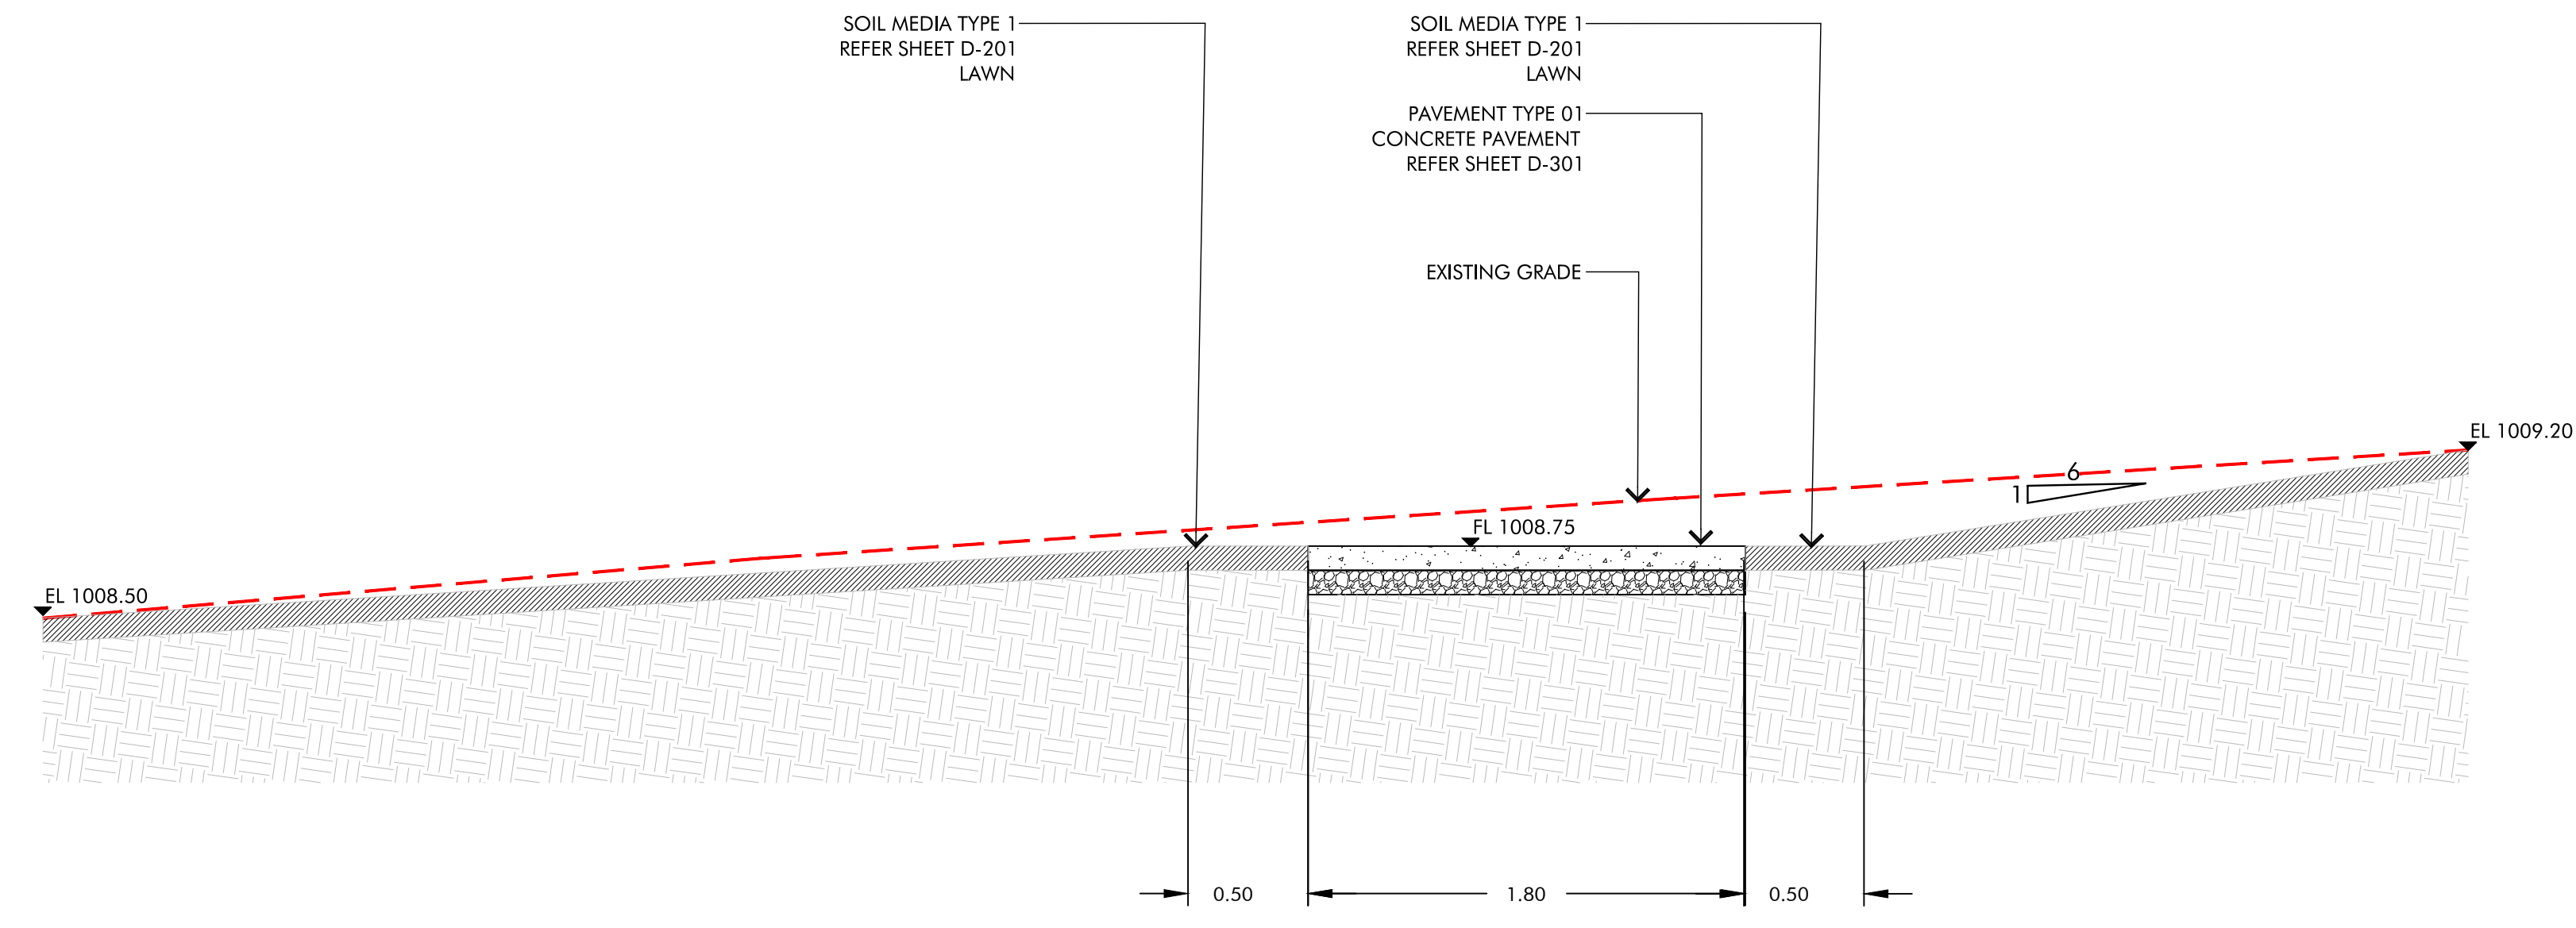 SOIL MEDIA TYPE 1
REFER SHEET D-201
LAWN
SOIL MEDIA TYPE 1
REFER SHEET D-201
LAWN
PAVEMENT TYPE 01
CONCRETE PAVEMENT
REFER SHEET D-301
EXISTING GRADE
EL 1009.20
6
1
FL 1008.75
EL 1008.50
0.50
1.80
0.50